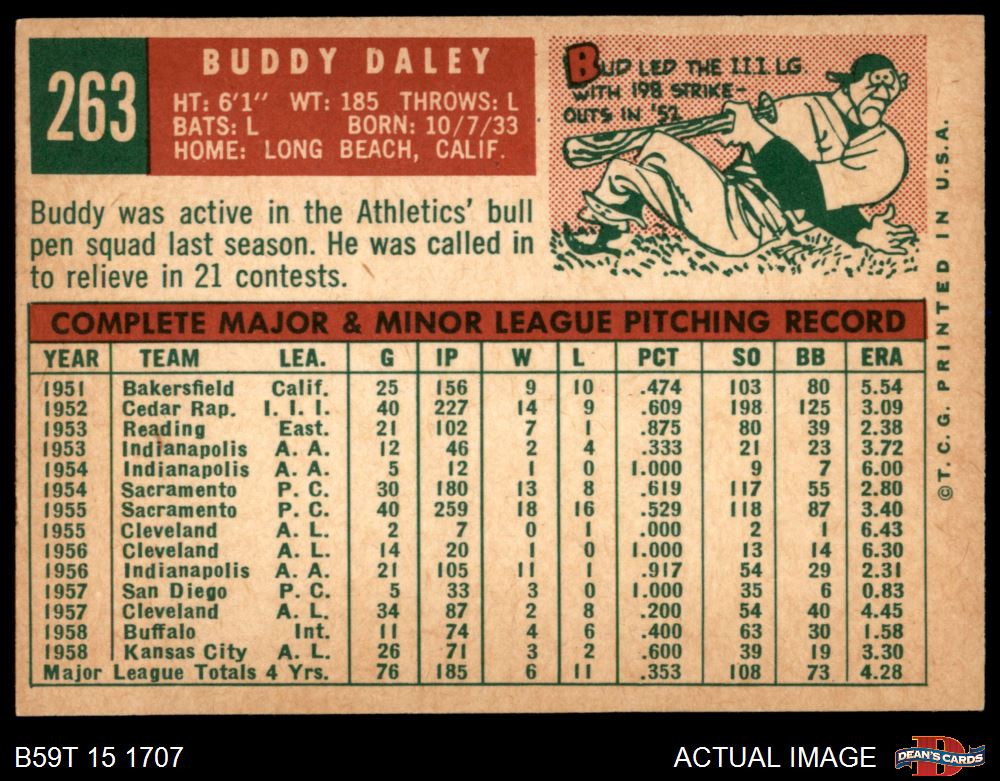 263
BUDDY DALEY
HT: 6'1" WT: 185 THROWS: L
BATS: L BORN: 10/7/33
HOME: LONG BEACH, CALIF.
BUD LED THE I.I.I. LG
WITH 198 STRIKE-
OUTS IN '52
Buddy was active in the Athletics' bull
pen squad last season. He was called in
to relieve in 21 contests.
COMPLETE MAJOR & MINOR LEAGUE PITCHING RECORD
YEAR TEAM LEA. G IP W L PCT SO BB ERA
1951 Bakersfield Calif. 25 156 9 10 .474 103 80 5.54
1952 Cedar Rap. I. I. I. 40 227 14 9 .609 198 125 3.09
1953 Reading East. 21 102 7 1 .875 80 39 2.38
1953 Indianapolis A. A. 12 46 2 4 .333 21 23 3.72
1954 Indianapolis A. A. 5 12 1 0 1.000 9 7 6.00
1954 Sacramento P. C. 30 180 13 8 .619 117 55 2.80
1955 Sacramento P. C. 40 259 18 16 .529 118 87 3.40
1955 Cleveland A. L. 2 7 0 1 .000 2 1 6.43
1956 Cleveland A. L. 14 20 1 0 1.000 13 14 6.30
1956 Indianapolis A. A. 21 105 11 1 .917 54 29 2.31
1957 San Diego P. C. 5 33 3 0 1.000 35 6 0.83
1957 Cleveland A. L. 34 87 2 8 .200 54 40 4.45
1958 Buffalo Int. 11 74 4 6 .400 63 30 1.58
1958 Kansas City A. L. 26 71 3 2 .600 39 19 3.30
Major League Totals 4 Yrs. 76 185 6 11 .353 108 73 4.28
©T. C. G. PRINTED IN U.S.A.
B59T 15 1707
ACTUAL IMAGE
DEAN'S CARDS